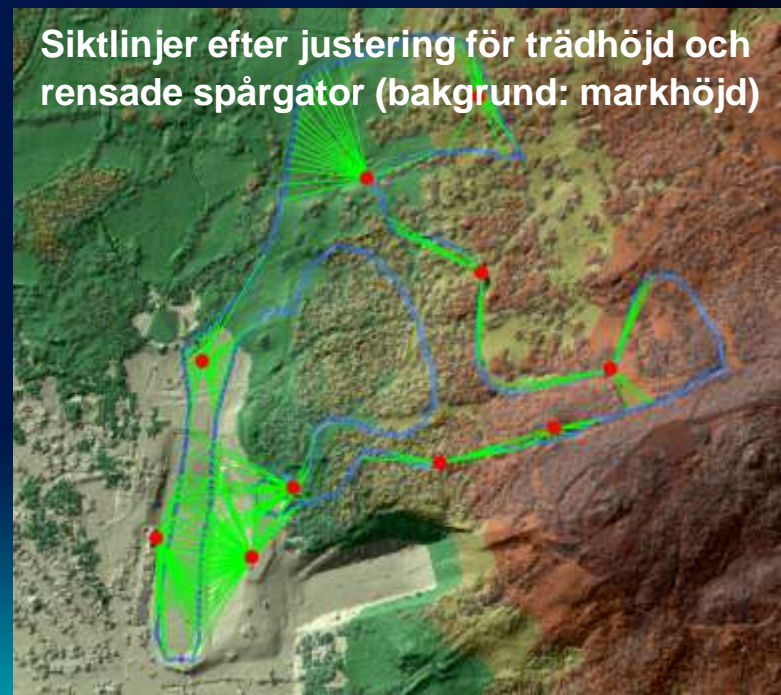 Siktlinjer efter justering för trädhöjd och
rensade spårgator (bakgrund: markhöjd)